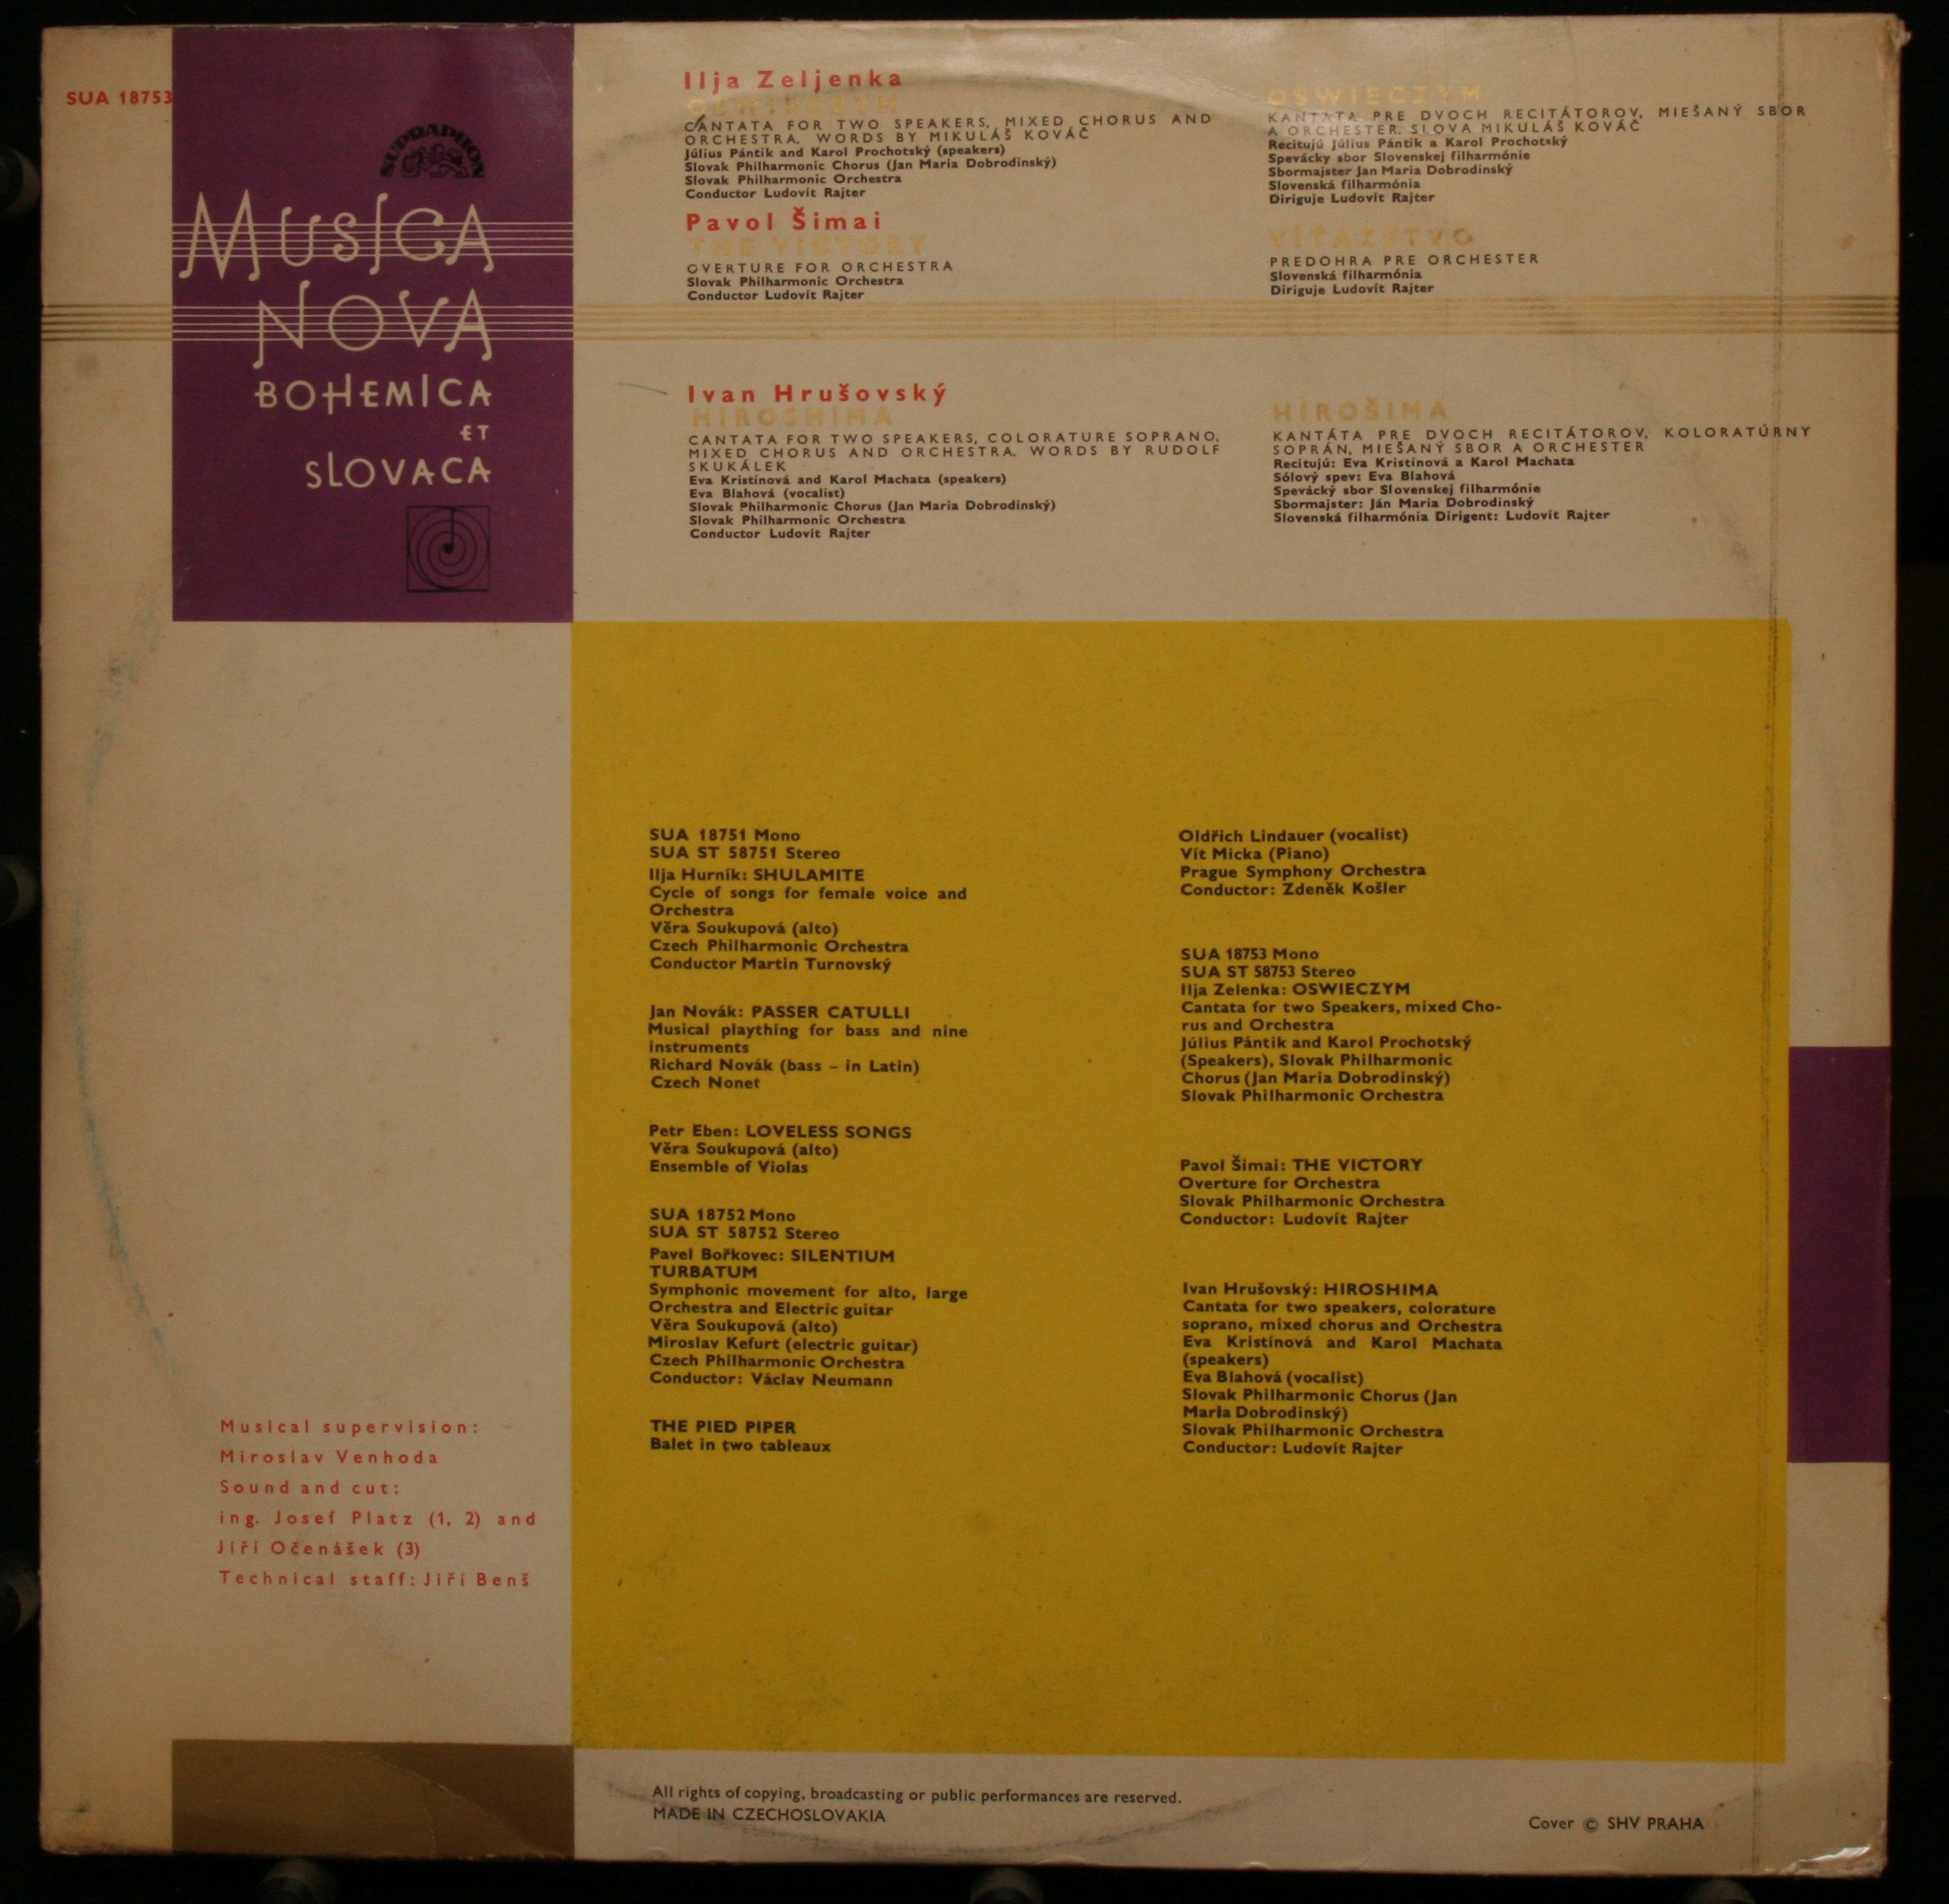 SUA 18753
SUPRAPHON
MUSICA
NOVA
BOHEMICA
ET
SLOVACA
Ilja Zeljenka
OSWIECZYM
CANTATA FOR TWO SPEAKERS, MIXED CHORUS AND
ORCHESTRA. WORDS BY MIKULÁŠ KOVÁČ
Július Pántik and Karol Prochotský (speakers)
Slovak Philharmonic Chorus (Jan Maria Dobrodinský)
Slovak Philharmonic Orchestra
Conductor Ludovít Rajter
Pavol Šimai
THE VICTORY
OVERTURE FOR ORCHESTRA
Slovak Philharmonic Orchestra
Conductor Ludovít Rajter
Ivan Hrušovský
HIROSHIMA
CANTATA FOR TWO SPEAKERS, COLORATURE SOPRANO,
MIXED CHORUS AND ORCHESTRA. WORDS BY RUDOLF
SKUKÁLEK
Eva Kristínová and Karol Machata (speakers)
Eva Blahová (vocalist)
Slovak Philharmonic Chorus (Jan Maria Dobrodinský)
Slovak Philharmonic Orchestra
Conductor Ludovít Rajter
OSWIECZYM
KANTÁTA PRE DVOCH RECITÁTOROV, MIEŠANÝ SBOR
A ORCHESTER. SLOVA MIKULÁŠ KOVÁČ
Recitujú Július Pántik a Karol Prochotský
Spevácky sbor Slovenskej filharmónie
Sbormajster Jan Maria Dobrodinský
Slovenská filharmónia
Diriguje Ludovít Rajter
VÍŤAZSTVO
PREDOHRA PRE ORCHESTER
Slovenská filharmónia
Diriguje Ludovít Rajter
HIROŠIMA
KANTÁTA PRE DVOCH RECITÁTOROV, KOLORATÚRNY
SOPRÁN, MIEŠANÝ SBOR A ORCHESTER
Recitujú: Eva Kristínová a Karol Machata
Sólový spev: Eva Blahová
Spevácký sbor Slovenskej filharmónie
Sbormajster: Ján Maria Dobrodinský
Slovenská filharmónia Dirigent: Ludovít Rajter
SUA 18751 Mono
SUA ST 58751 Stereo
Ilja Hurník: SHULAMITE
Cycle of songs for female voice and
Orchestra
Věra Soukupová (alto)
Czech Philharmonic Orchestra
Conductor Martin Turnovský
Jan Novák: PASSER CATULLI
Musical plaything for bass and nine
instruments
Richard Novák (bass – in Latin)
Czech Nonet
Petr Eben: LOVELESS SONGS
Věra Soukupová (alto)
Ensemble of Violas
SUA 18752 Mono
SUA ST 58752 Stereo
Pavel Bořkovec: SILENTIUM
TURBATUM
Symphonic movement for alto, large
Orchestra and Electric guitar
Věra Soukupová (alto)
Miroslav Kefurt (electric guitar)
Czech Philharmonic Orchestra
Conductor: Václav Neumann
THE PIED PIPER
Balet in two tableaux
Oldřich Lindauer (vocalist)
Vít Micka (Piano)
Prague Symphony Orchestra
Conductor: Zdeněk Košler
SUA 18753 Mono
SUA ST 58753 Stereo
Ilja Zelenka: OSWIECZYM
Cantata for two Speakers, mixed Cho-
rus and Orchestra
Július Pántik and Karol Prochotský
(Speakers), Slovak Philharmonic
Chorus (Jan Maria Dobrodinský)
Slovak Philharmonic Orchestra
Pavol Šimai: THE VICTORY
Overture for Orchestra
Slovak Philharmonic Orchestra
Conductor: Ludovít Rajter
Ivan Hrušovský: HIROSHIMA
Cantata for two speakers, colorature
soprano, mixed chorus and Orchestra
Eva Kristínová and Karol Machata
(speakers)
Eva Blahová (vocalist)
Slovak Philharmonic Chorus (Jan
Maria Dobrodinský)
Slovak Philharmonic Orchestra
Conductor: Ludovít Rajter
Musical supervision:
Miroslav Venhoda
Sound and cut:
ing. Josef Platz (1, 2) and
Jiří Očenášek (3)
Technical staff: Jiří Benš
All rights of copying, broadcasting or public performances are reserved.
MADE IN CZECHOSLOVAKIA
Cover © SHV PRAHA